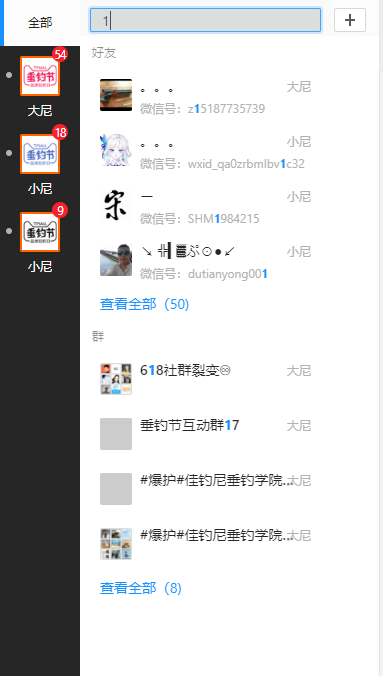 全部
1
54
TMALL
垂钓节
大尼
18
TMALL
垂钓节
小尼
9
TMALL
垂钓节
小尼
好友
。。。 大尼
微信号: z15187735739
。。。 小尼
微信号: wxid_qa0zrbmlbv1c32
宋
一 小尼
微信号: SHM1984215
小尼
微信号: dutianyong001
查看全部（50）
群
618社群裂变♾ 大尼
垂钓节互动群17 大尼
#爆护#佳钓尼垂钓学院... 小尼
#爆护#佳钓尼垂钓学院... 大尼
查看全部（8）